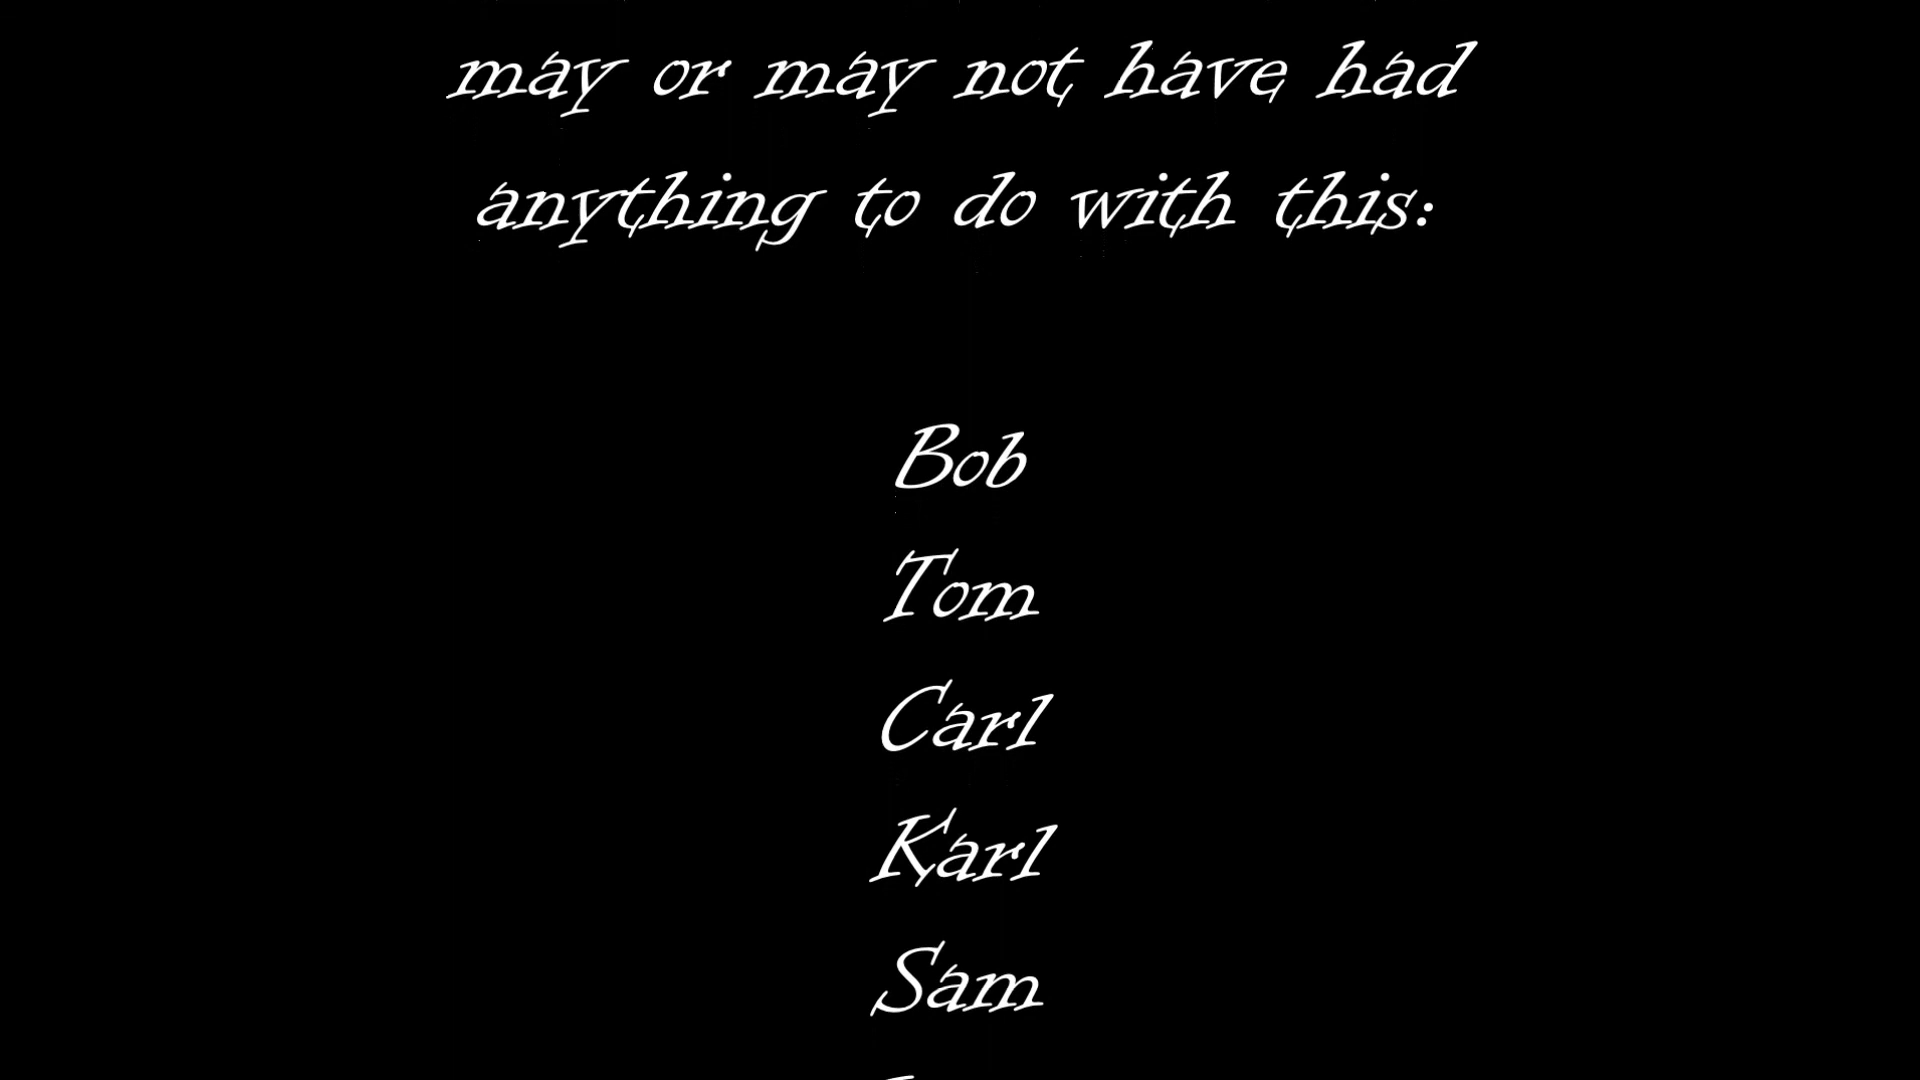 may or may not have had
anything to do with this:
Bob
Tom
Carl
Karl
Sam